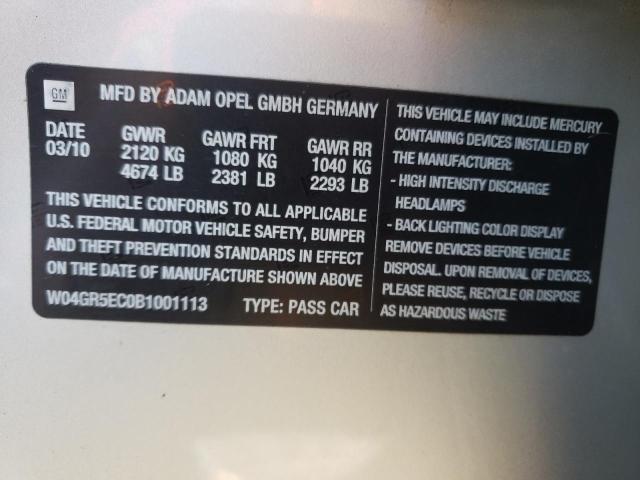 GM
MFD BY ADAM OPEL GMBH GERMANY
DATE GVWR GAWR FRT GAWR RR
03/10 2120 KG 1080 KG 1040 KG
4674 LB 2381 LB 2293 LB
THIS VEHICLE CONFORMS TO ALL APPLICABLE
U.S. FEDERAL MOTOR VEHICLE SAFETY, BUMPER
AND THEFT PREVENTION STANDARDS IN EFFECT
ON THE DATE OF MANUFACTURE SHOWN ABOVE
W04GR5EC0B1001113 TYPE: PASS CAR
THIS VEHICLE MAY INCLUDE MERCURY
CONTAINING DEVICES INSTALLED BY
THE MANUFACTURER:
- HIGH INTENSITY DISCHARGE
HEADLAMPS
- BACK LIGHTING COLOR DISPLAY
REMOVE DEVICES BEFORE VEHICLE
DISPOSAL. UPON REMOVAL OF DEVICES,
PLEASE REUSE, RECYCLE OR DISPOSE
AS HAZARDOUS WASTE